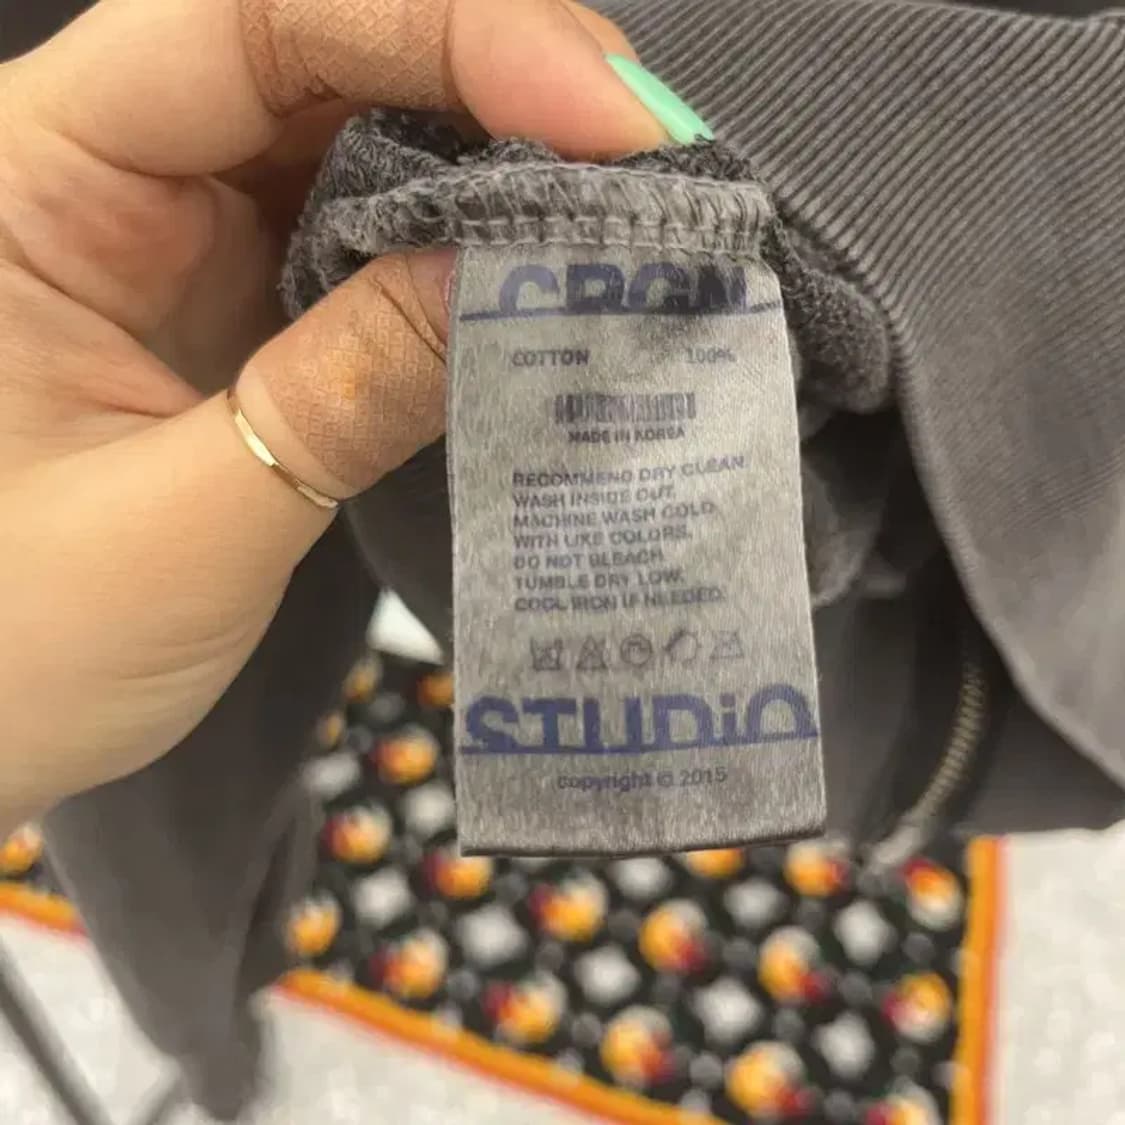 CRGN
COTTON 100%
MADE IN KOREA
RECOMMEND DRY CLEAN.
WASH INSIDE OUT.
MACHINE WASH COLD
WITH LIKE COLORS.
DO NOT BLEACH.
TUMBLE DRY LOW.
COOL IRON IF NEEDED.
STUDiO
copyright © 2015